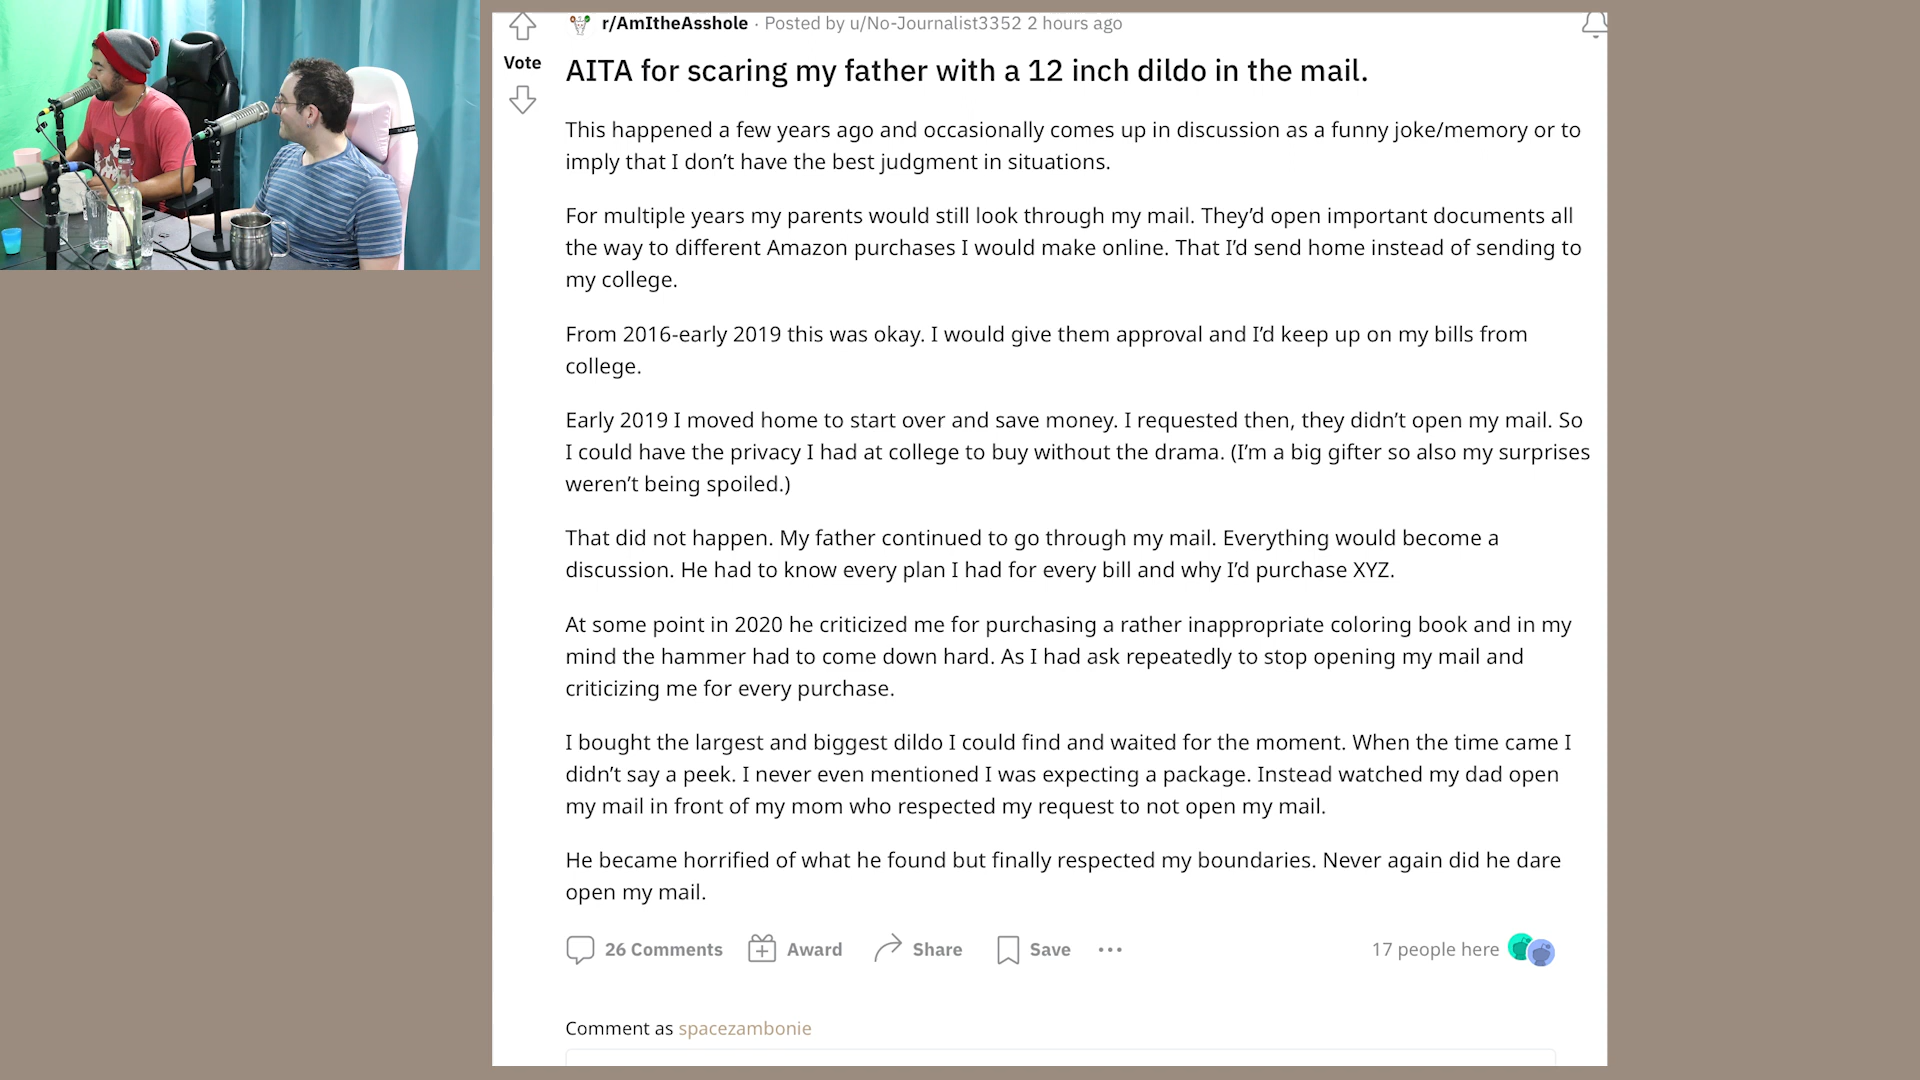 r/AmItheAsshole · Posted by u/No-Journalist3352 2 hours ago
Vote
AITA for scaring my father with a 12 inch dildo in the mail.
This happened a few years ago and occasionally comes up in discussion as a funny joke/memory or to
imply that I don’t have the best judgment in situations.
For multiple years my parents would still look through my mail. They’d open important documents all
the way to different Amazon purchases I would make online. That I’d send home instead of sending to
my college.
From 2016-early 2019 this was okay. I would give them approval and I’d keep up on my bills from
college.
Early 2019 I moved home to start over and save money. I requested then, they didn’t open my mail. So
I could have the privacy I had at college to buy without the drama. (I’m a big gifter so also my surprises
weren’t being spoiled.)
That did not happen. My father continued to go through my mail. Everything would become a
discussion. He had to know every plan I had for every bill and why I’d purchase XYZ.
At some point in 2020 he criticized me for purchasing a rather inappropriate coloring book and in my
mind the hammer had to come down hard. As I had ask repeatedly to stop opening my mail and
criticizing me for every purchase.
I bought the largest and biggest dildo I could find and waited for the moment. When the time came I
didn’t say a peek. I never even mentioned I was expecting a package. Instead watched my dad open
my mail in front of my mom who respected my request to not open my mail.
He became horrified of what he found but finally respected my boundaries. Never again did he dare
open my mail.
26 Comments Award Share Save ··· 17 people here
Comment as spacezambonie